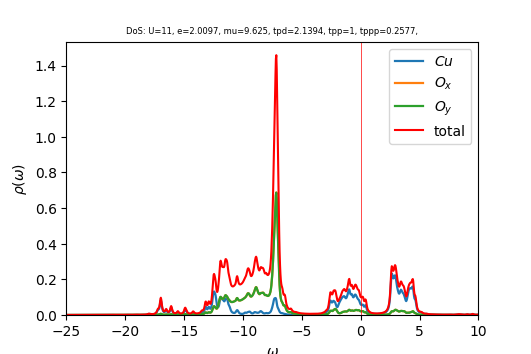 DoS: U=11, e=2.0097, mu=9.625, tpd=2.1394, tpp=1, tppp=0.2577,
ρ(ω)
1.4
1.2
1.0
0.8
0.6
0.4
0.2
0.0
Cu
O_x
O_y
total
−25 −20 −15 −10 −5 0 5 10
ω